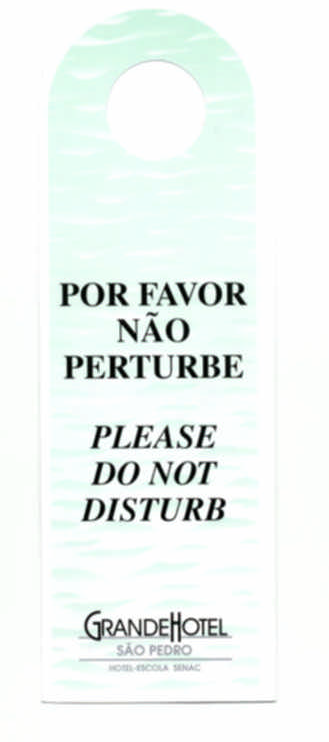 POR FAVOR
NÃO
PERTURBE
PLEASE
DO NOT
DISTURB
GRANDEHOTEL
SÃO PEDRO
HOTEL-ESCOLA SENAC